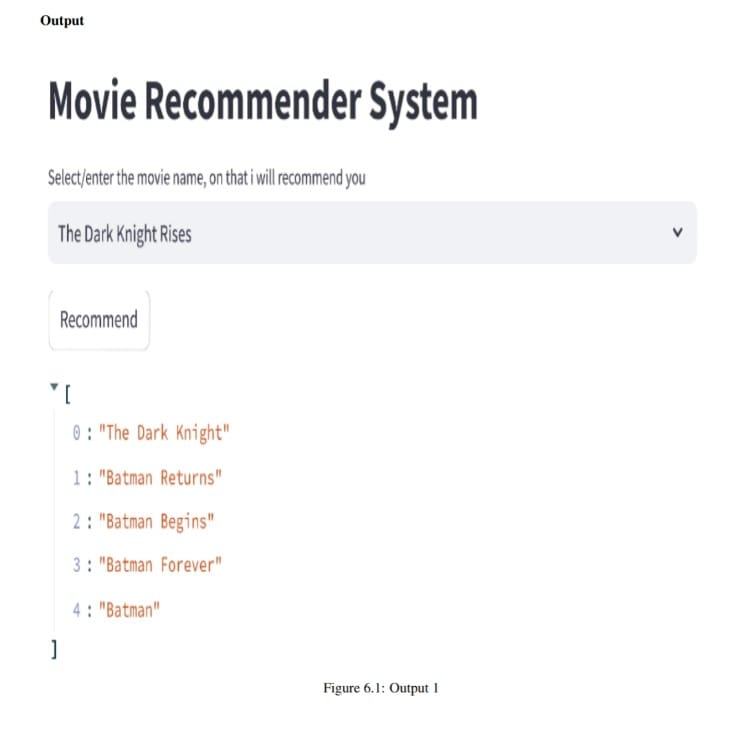 Output
Movie Recommender System
Select/enter the movie name, on that i will recommend you
The Dark Knight Rises
Recommend
[
0 : "The Dark Knight"
1 : "Batman Returns"
2 : "Batman Begins"
3 : "Batman Forever"
4 : "Batman"
]
Figure 6.1: Output 1